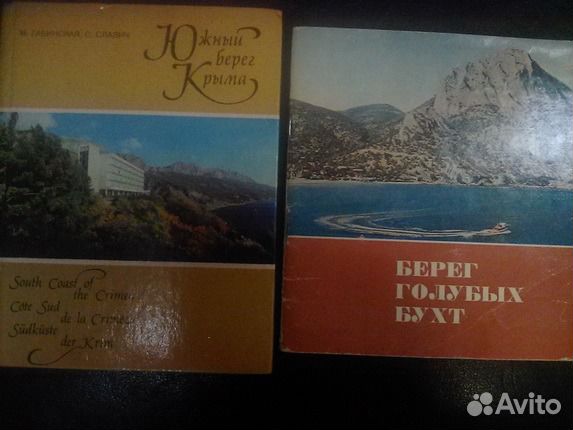 М. ГАБИНСКАЯ, С. СЛАВИЧ
Южный
берег
Крыма
South Coast of
the Crimea
Côte Sud
de la Crimée
Südküste
der Krim
БЕРЕГ
ГОЛУБЫХ
БУХТ
Avito